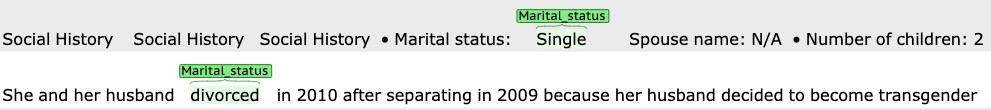 Marital_status
Social History Social History Social History • Marital status: Single Spouse name: N/A • Number of children: 2
Marital_status
She and her husband divorced in 2010 after separating in 2009 because her husband decided to become transgender